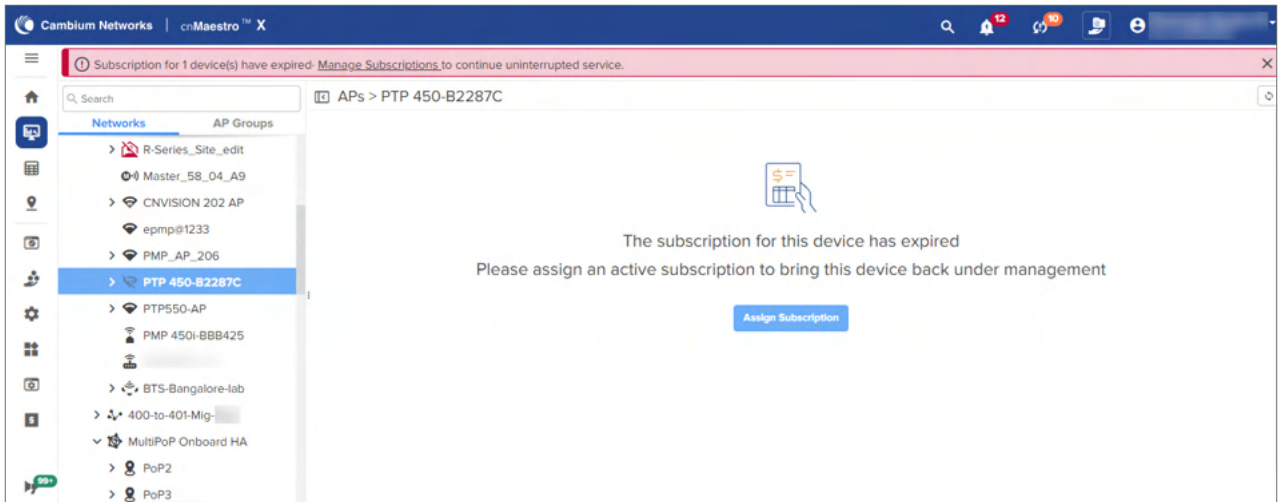 Cambium Networks | cnMaestro™ X
12
10
Subscription for 1 device(s) have expired- Manage Subscriptions to continue uninterrupted service.
Search
APs > PTP 450-B2287C
Networks
AP Groups
R-Series_Site_edit
Master_58_04_A9
CNVISION 202 AP
epmp@1233
PMP_AP_206
PTP 450-B2287C
PTP550-AP
PMP 450i-BBB425
BTS-Bangalore-lab
400-to-401-Mig-
MultiPoP Onboard HA
PoP2
PoP3
99+
$
The subscription for this device has expired
Please assign an active subscription to bring this device back under management
Assign Subscription